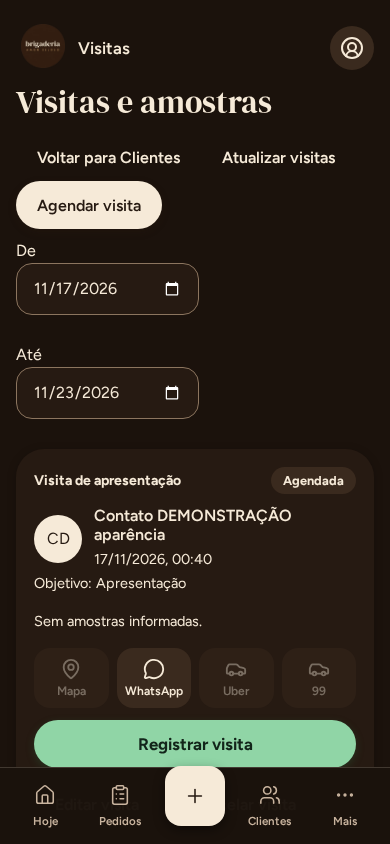 brigaderia
Visitas
Visitas e amostras
Voltar para Clientes
Atualizar visitas
Agendar visita
De
11/17/2026
Até
11/23/2026
Visita de apresentação
Agendada
CD
Contato DEMONSTRAÇÃO
aparência
17/11/2026, 00:40
Objetivo: Apresentação
Sem amostras informadas.
Mapa
WhatsApp
Uber
99
Registrar visita
Editar
Hoje
Pedidos
+
Clientes
Mais